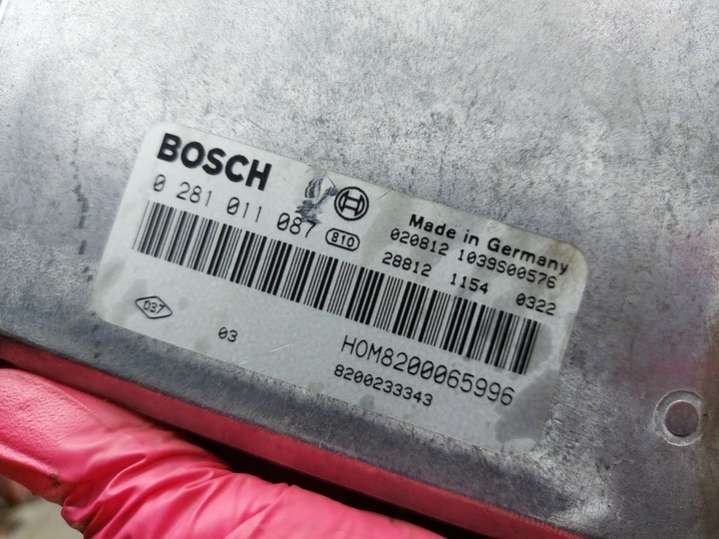 BOSCH
0 281 011 087
810
Made in Germany
020812 1039S00576
28812 1154 0322
037
03
HOM8200065996
8200233343